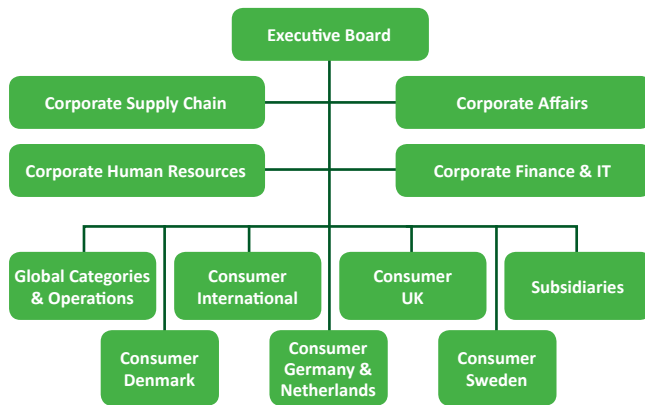 Executive Board
Corporate Supply Chain
Corporate Affairs
Corporate Human Resources
Corporate Finance & IT
Global Categories
& Operations
Consumer
International
Consumer
UK
Subsidiaries
Consumer
Denmark
Consumer
Germany &
Netherlands
Consumer
Sweden